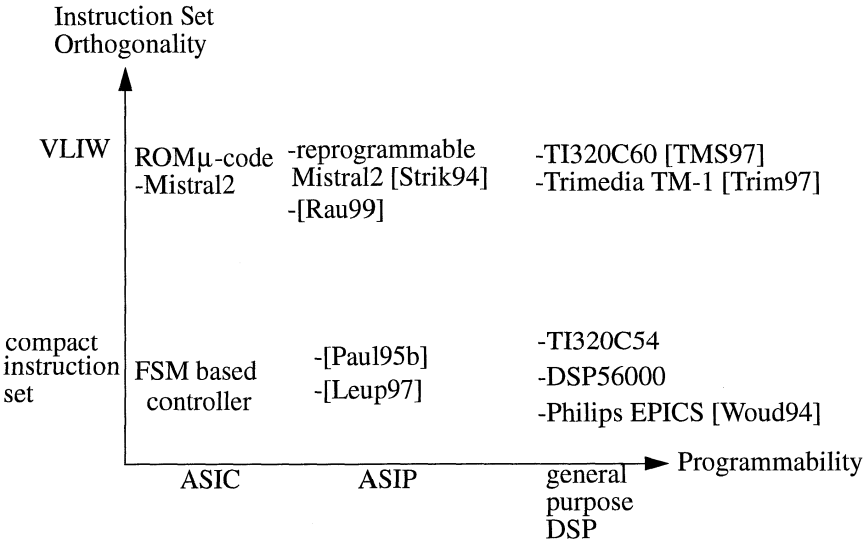 Instruction Set
Orthogonality
VLIW
ROMμ-code
-Mistral2
-reprogrammable
Mistral2 [Strik94]
-[Rau99]
-TI320C60 [TMS97]
-Trimedia TM-1 [Trim97]
compact
instruction
set
FSM based
controller
-[Paul95b]
-[Leup97]
-TI320C54
-DSP56000
-Philips EPICS [Woud94]
Programmability
ASIC
ASIP
general
purpose
DSP